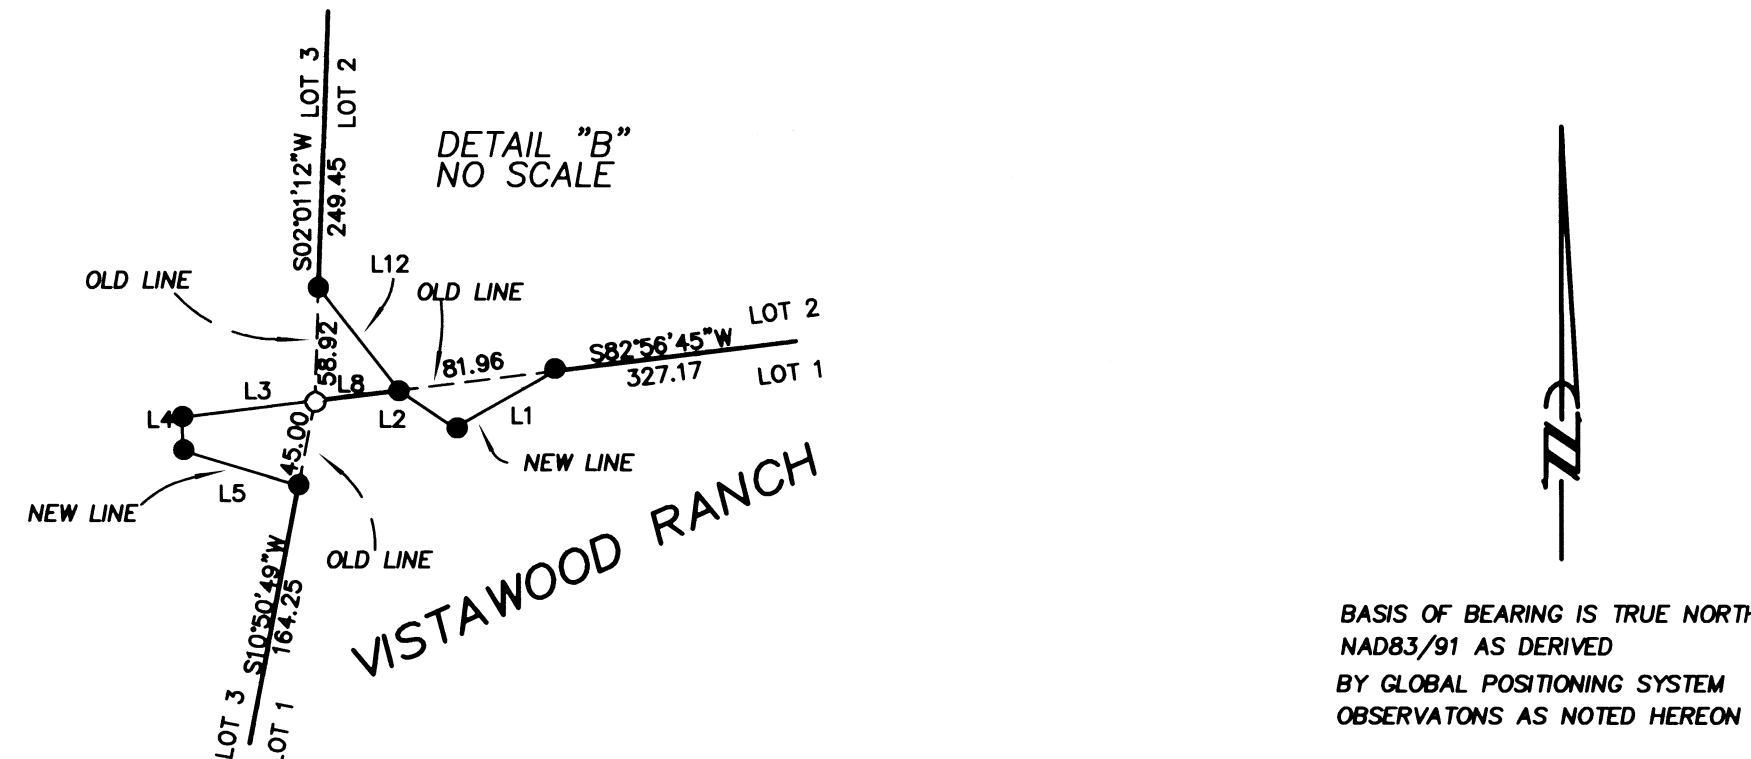 LOT 3
LOT 2
S02°01'12"W
249.45
DETAIL "B"
NO SCALE
OLD LINE
L12
OLD LINE
58.92
81.96
S82°56'45"W
327.17
LOT 2
LOT 1
L3
L8
L4
L2
L1
45.00
NEW LINE
L5
NEW LINE
OLD LINE
S10°50'49"W
164.25
LOT 3
LOT 1
VISTAWOOD RANCH
N
BASIS OF BEARING IS TRUE NORTH
NAD83/91 AS DERIVED
BY GLOBAL POSITIONING SYSTEM
OBSERVATONS AS NOTED HEREON